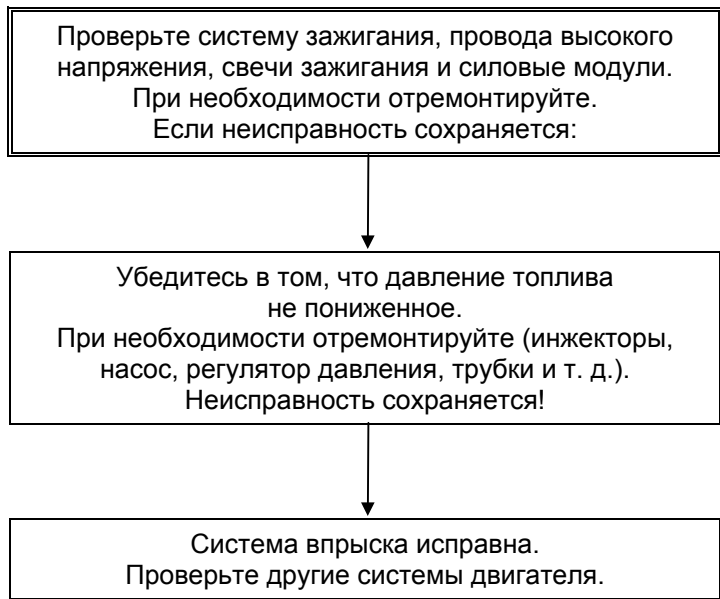 Проверьте систему зажигания, провода высокого
напряжения, свечи зажигания и силовые модули.
При необходимости отремонтируйте.
Если неисправность сохраняется:
Убедитесь в том, что давление топлива
не пониженное.
При необходимости отремонтируйте (инжекторы,
насос, регулятор давления, трубки и т. д.).
Неисправность сохраняется!
Система впрыска исправна.
Проверьте другие системы двигателя.